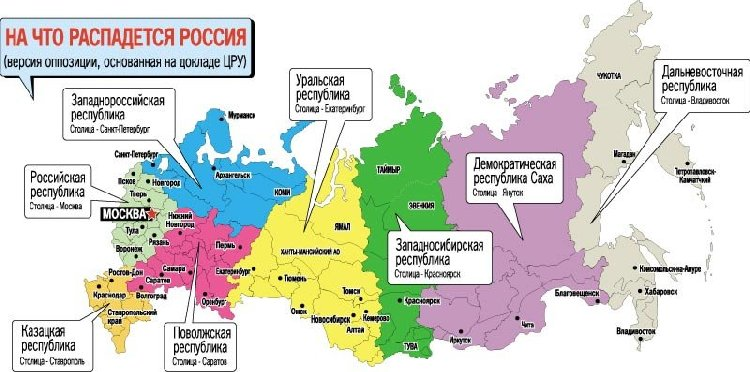 НА ЧТО РАСПАДЕТСЯ РОССИЯ
(версия оппозиции, основанная на цокладе ЦРУ)
Западнороссийская
республика
Столица - Санкт-Петербург
Уральская
республика
Столица - Екатеринбург
Дальневосточная
республика
Столица - Владивосток
Российская
республика
Столица - Москва
Демократическая
республика Саха
Столица Якутск
Западносибирская
республика
Столица - Красноярск
Казацкая
республика
Столица - Ставрополь
Поволжская
республика
Столица - Саратов
Мурманск
Санкт-Петербург
Архангельск
КОМИ
Псков
Новгород
Тверь
МОСКВА
Нижний
Новгород
Тула
Рязань
Воронеж
Пермь
Самара
Саратов
Екатеринбург
Оренбург
Волгоград
Ростов-Дон
Краснодар
Ставропольский
край
ЯМАЛ
ХАНТЫ-МАНСИЙСКИЙ АО
Тюмень
Омск
Томск
Новосибирск
Кемерово
Алтай
ТАЙМЫР
ЭВЕНКИЯ
Красноярск
ТУВА
Иркутск
Чита
Благовещенск
ЧУКОТКА
Магадан
Петропавловск-
Камчатский
Комсомольск-Амуре
Хабаровск
Владивосток